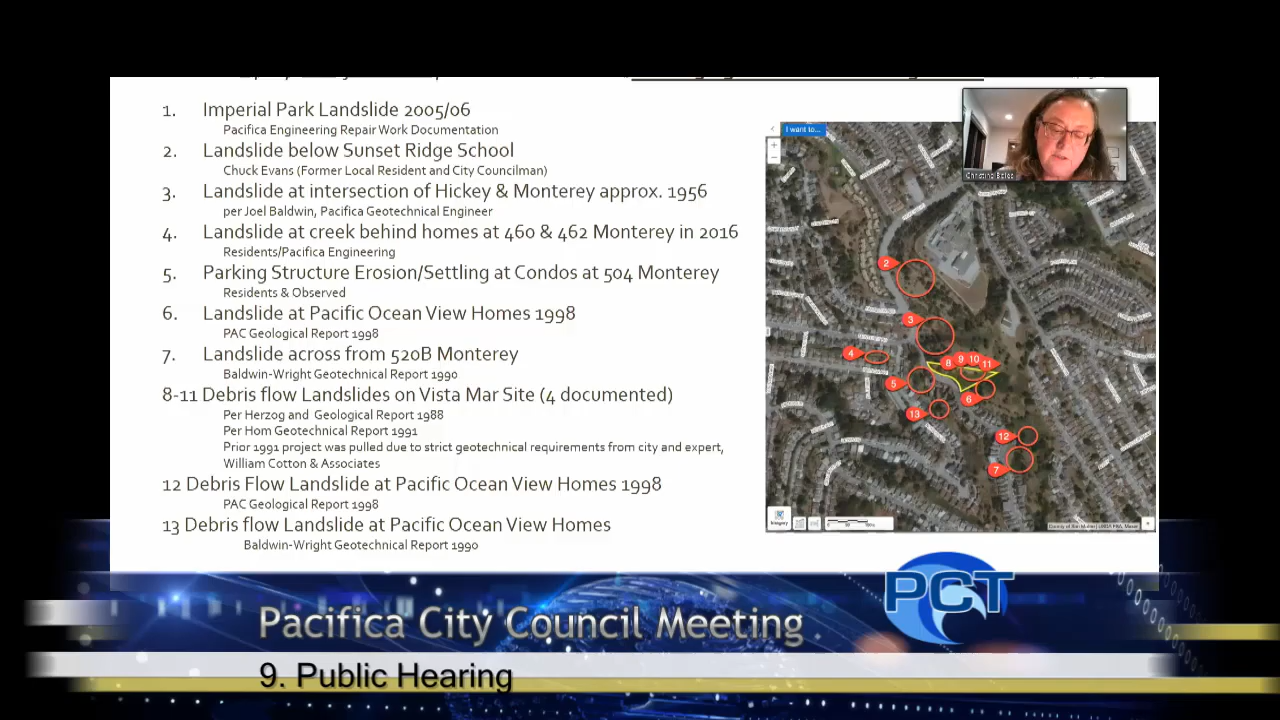 1. Imperial Park Landslide 2005/06
Pacifica Engineering Repair Work Documentation
2. Landslide below Sunset Ridge School
Chuck Evans (Former Local Resident and City Councilman)
3. Landslide at intersection of Hickey & Monterey approx. 1956
per Joel Baldwin, Pacifica Geotechnical Engineer
4. Landslide at creek behind homes at 460 & 462 Monterey in 2016
Residents/Pacifica Engineering
5. Parking Structure Erosion/Settling at Condos at 504 Monterey
Residents & Observed
6. Landslide at Pacific Ocean View Homes 1998
PAC Geological Report 1998
7. Landslide across from 520B Monterey
Baldwin-Wright Geotechnical Report 1990
8-11 Debris flow Landslides on Vista Mar Site (4 documented)
Per Herzog and Geological Report 1988
Per Hom Geotechnical Report 1991
Prior 1991 project was pulled due to strict geotechnical requirements from city and expert,
William Cotton & Associates
12 Debris Flow Landslide at Pacific Ocean View Homes 1998
PAC Geological Report 1998
13 Debris flow Landslide at Pacific Ocean View Homes
Baldwin-Wright Geotechnical Report 1990
I want to...
2
3
4
8 9 10 11
5
6
13
12
7
Imagery
PCT
Pacifica City Council Meeting
9. Public Hearing